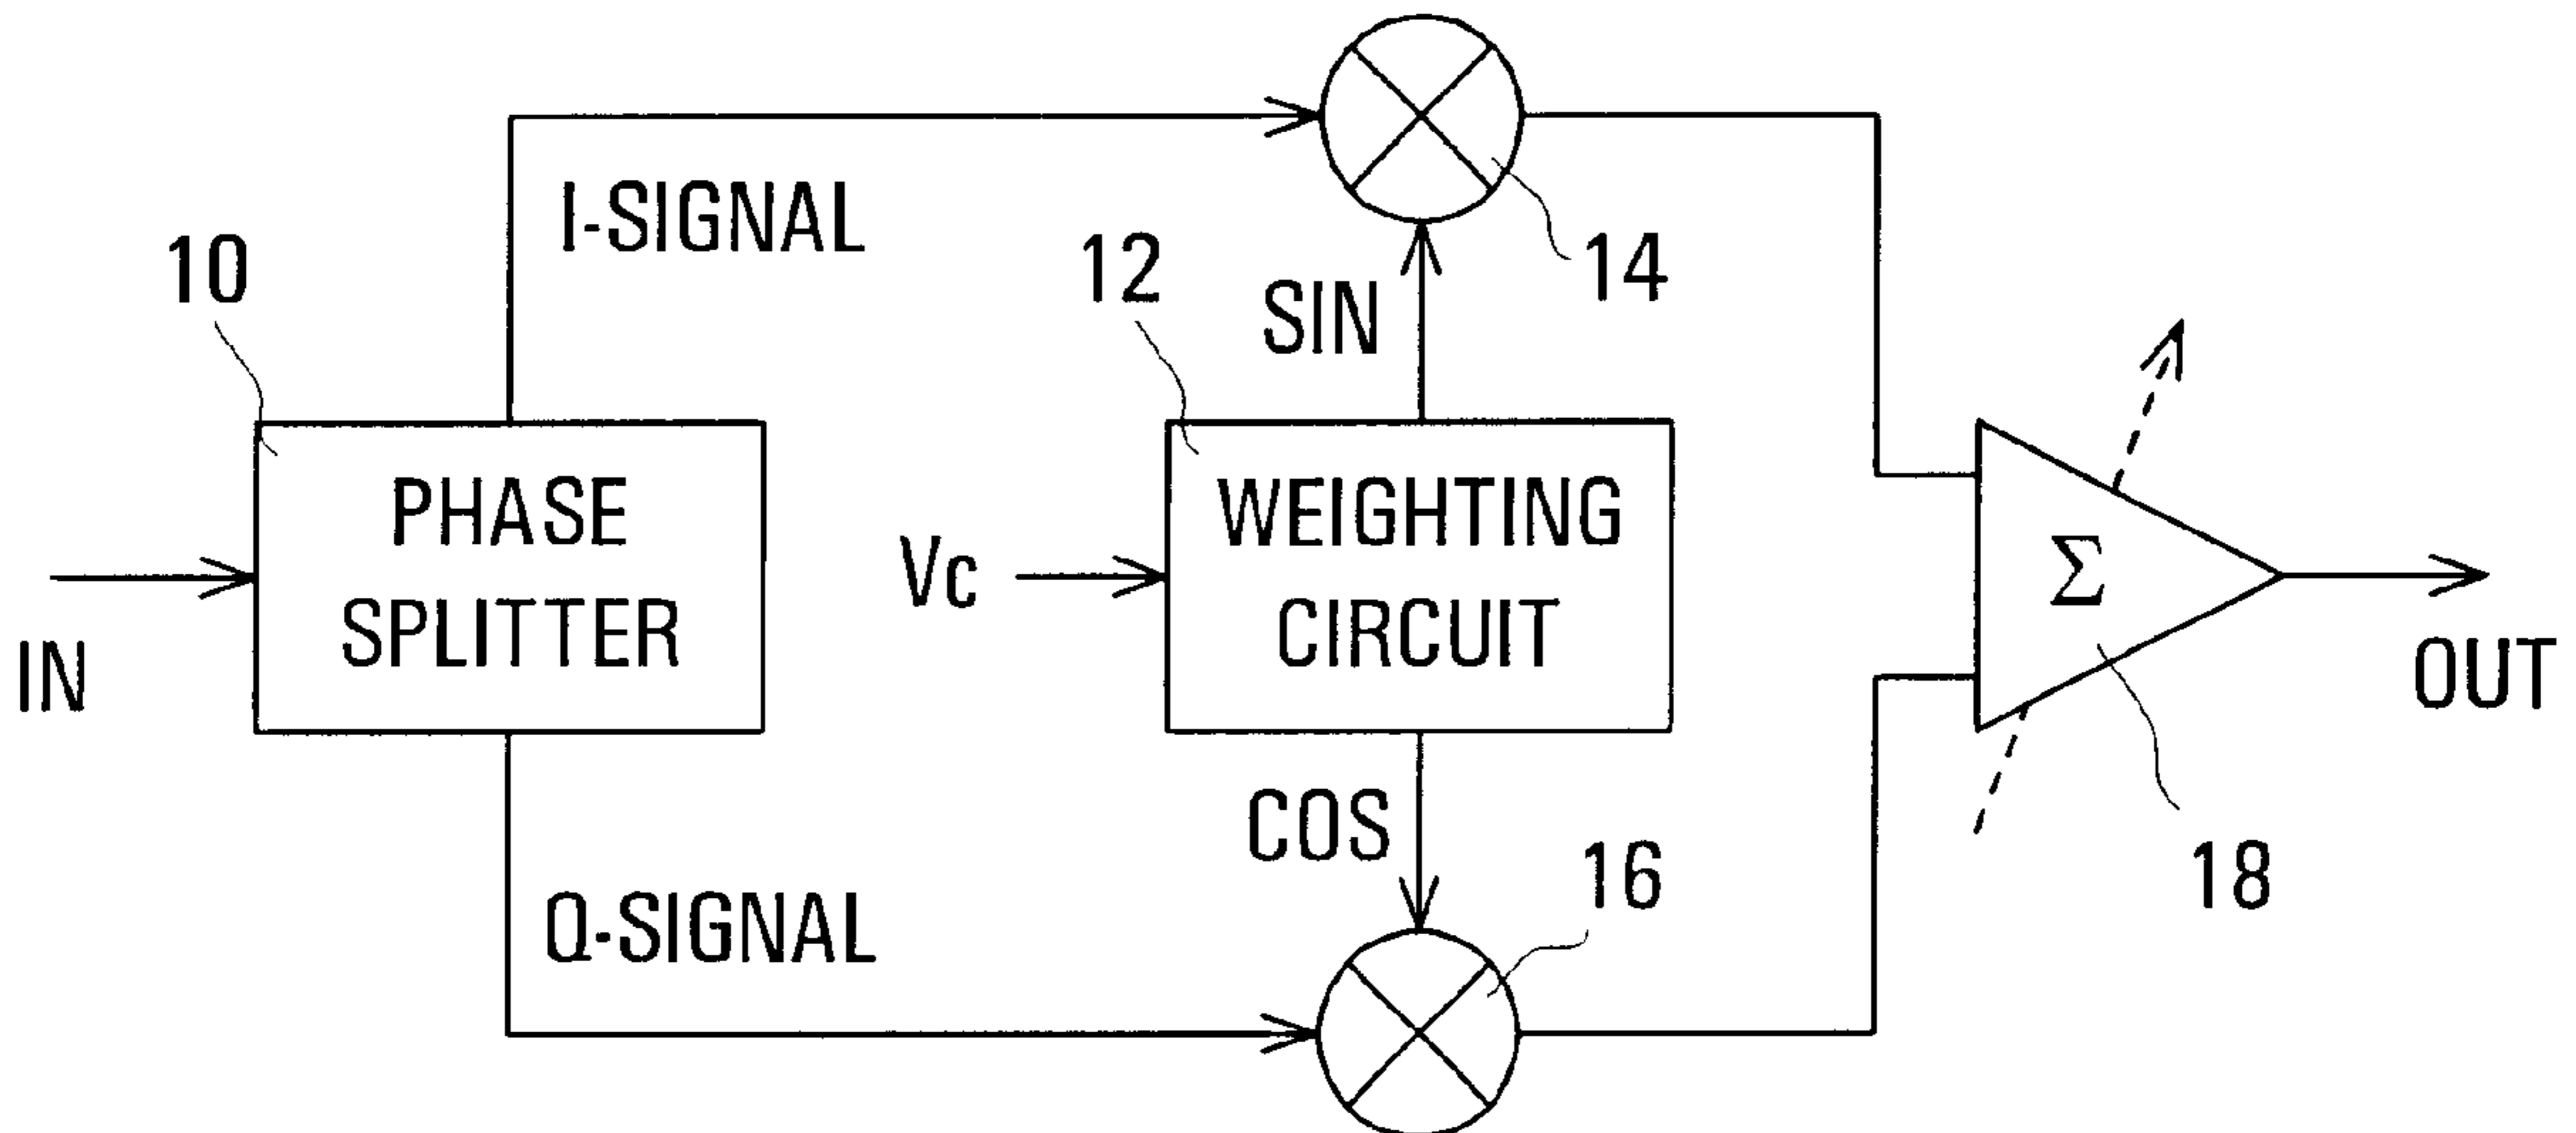 I-SIGNAL
10
12
14
SIN
PHASE
SPLITTER
WEIGHTING
CIRCUIT
Vc
Σ
IN
OUT
COS
16
18
Q-SIGNAL